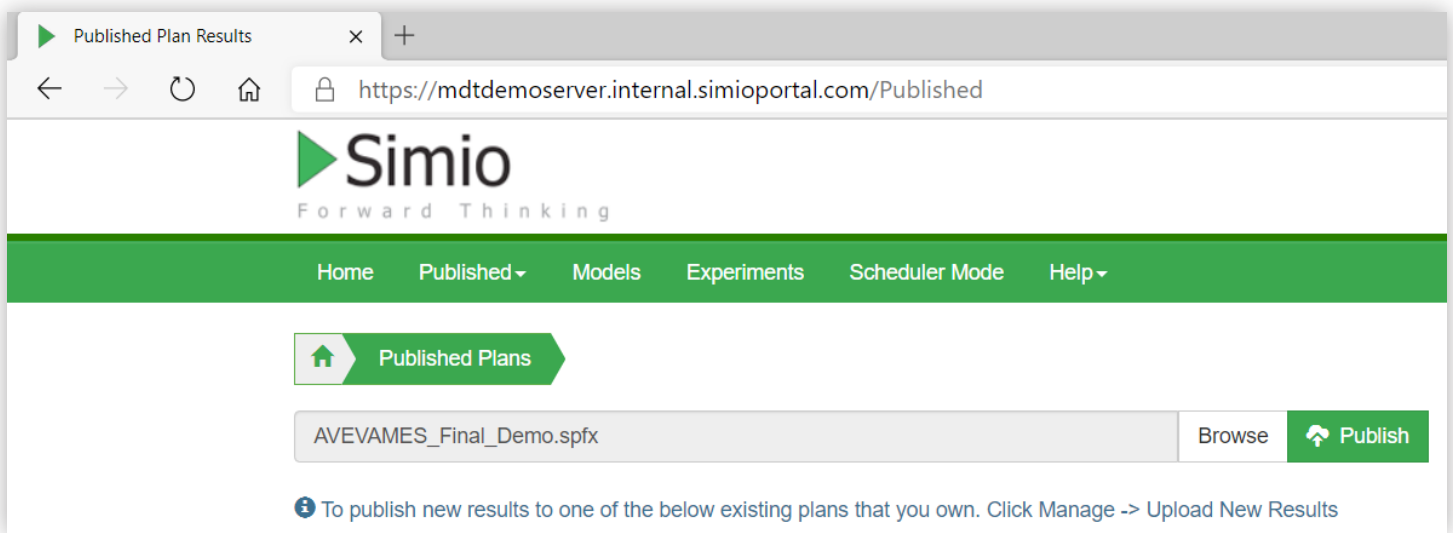 Published Plan Results
https://mdtdemoserver.internal.simioportal.com/Published
Simio
Forward Thinking
Home Published Models Experiments Scheduler Mode Help
Published Plans
AVEVAMES_Final_Demo.spfx Browse Publish
To publish new results to one of the below existing plans that you own. Click Manage -> Upload New Results